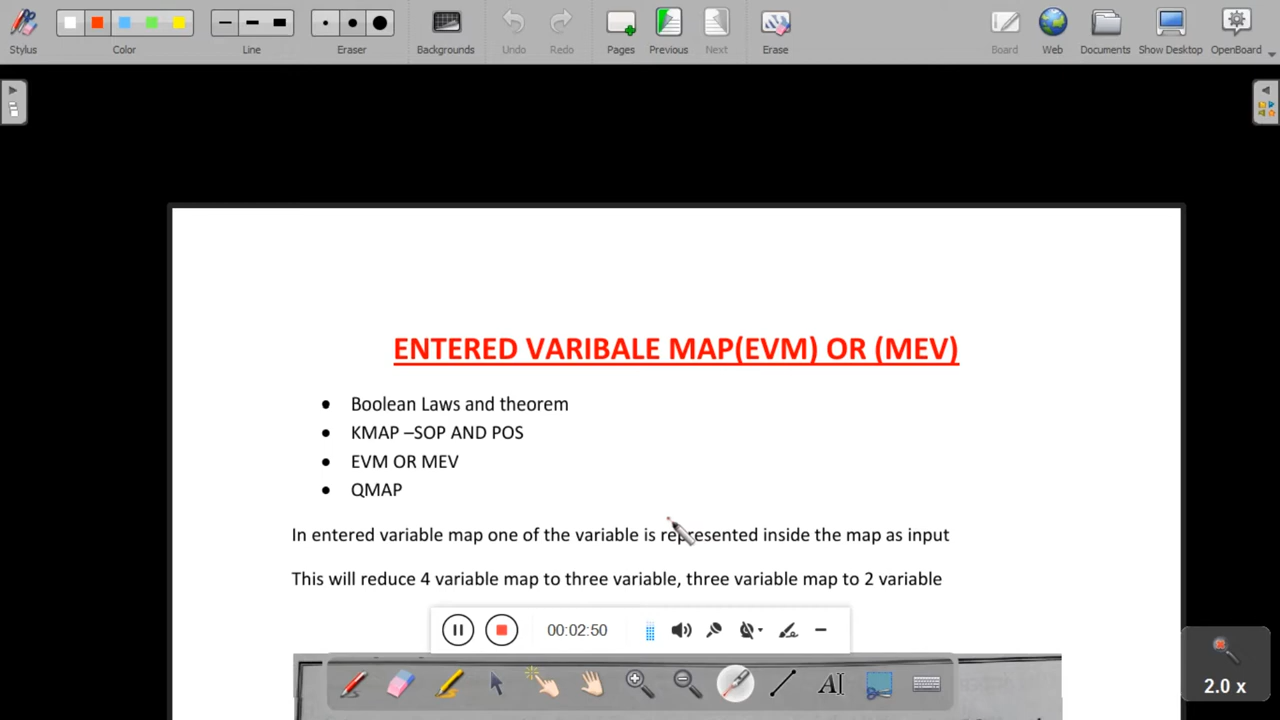 Stylus Color Line Eraser Backgrounds Undo Redo Pages Previous Next Erase Board Web Documents Show Desktop OpenBoard
ENTERED VARIBALE MAP(EVM) OR (MEV)
• Boolean Laws and theorem
• KMAP –SOP AND POS
• EVM OR MEV
• QMAP
In entered variable map one of the variable is represented inside the map as input
This will reduce 4 variable map to three variable, three variable map to 2 variable
00:02:50
AI
2.0 x